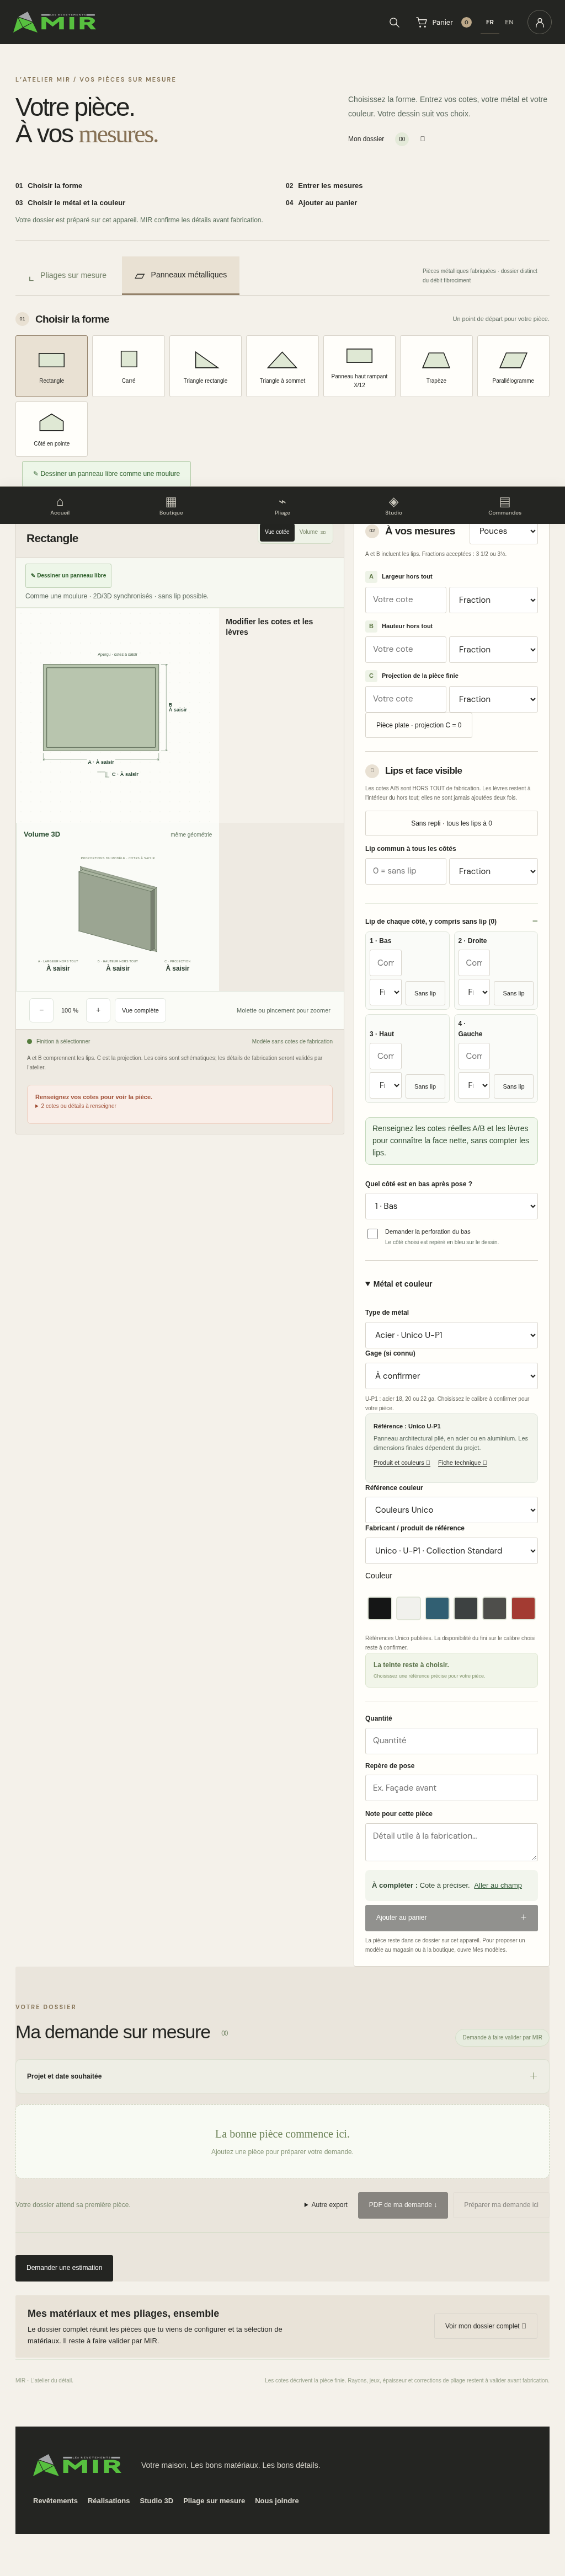 LES REVÊTEMENTS
MIR
Panier
0
FR
EN
L'ATELIER MIR / VOS PIÈCES SUR MESURE
Votre pièce.
À vos mesures.
Choisissez la forme. Entrez vos cotes, votre métal et votre
couleur. Votre dessin suit vos choix.
Mon dossier
00
01 Choisir la forme
02 Entrer les mesures
03 Choisir le métal et la couleur
04 Ajouter au panier
Votre dossier est préparé sur cet appareil. MIR confirme les détails avant fabrication.
Pliages sur mesure
Panneaux métalliques
Pièces métalliques fabriquées · dossier distinct
du débit fibrociment
01
Choisir la forme
Un point de départ pour votre pièce.
Rectangle
Carré
Triangle rectangle
Triangle à sommet
Panneau haut rampant
X/12
Trapèze
Parallélogramme
Côté en pointe
✎ Dessiner un panneau libre comme une moulure
Accueil
Boutique
Pliage
Studio
Commandes
Rectangle
Vue cotée
Volume 3D
✎ Dessiner un panneau libre
Comme une moulure · 2D/3D synchronisés · sans lip possible.
Modifier les cotes et les
lèvres
Aperçu · cotes à saisir
B
À saisir
A · À saisir
C · À saisir
Volume 3D
même géométrie
PROPORTIONS DU MODÈLE · COTES À SAISIR
A · LARGEUR HORS TOUT
À saisir
B · HAUTEUR HORS TOUT
À saisir
C · PROJECTION
À saisir
−
100 %
+
Vue complète
Molette ou pincement pour zoomer
Finition à sélectionner
Modèle sans cotes de fabrication
A et B comprennent les lips. C est la projection. Les coins sont schématiques; les détails de fabrication seront validés par
l'atelier.
Renseignez vos cotes pour voir la pièce.
▶ 2 cotes ou détails à renseigner
02
À vos mesures
Pouces
A et B incluent les lips. Fractions acceptées : 3 1/2 ou 3½.
A
Largeur hors tout
Votre cote
Fraction
B
Hauteur hors tout
Votre cote
Fraction
C
Projection de la pièce finie
Votre cote
Fraction
Pièce plate · projection C = 0
Lips et face visible
Les cotes A/B sont HORS TOUT de fabrication. Les lèvres restent à
l'intérieur du hors tout; elles ne sont jamais ajoutées deux fois.
Sans repli · tous les lips à 0
Lip commun à tous les côtés
0 = sans lip
Fraction
Lip de chaque côté, y compris sans lip (0)
−
1 · Bas
Sans lip
2 · Droite
Sans lip
3 · Haut
Sans lip
4 ·
Gauche
Sans lip
Renseignez les cotes réelles A/B et les lèvres
pour connaître la face nette, sans compter les
lips.
Quel côté est en bas après pose ?
1 · Bas
Demander la perforation du bas
Le côté choisi est repéré en bleu sur le dessin.
▼ Métal et couleur
Type de métal
Acier · Unico U-P1
Gage (si connu)
À confirmer
U-P1 : acier 18, 20 ou 22 ga. Choisissez le calibre à confirmer pour
votre pièce.
Référence : Unico U-P1
Panneau architectural plié, en acier ou en aluminium. Les
dimensions finales dépendent du projet.
Produit et couleurs
Fiche technique
Référence couleur
Couleurs Unico
Fabricant / produit de référence
Unico · U-P1 · Collection Standard
Couleur
Références Unico publiées. La disponibilité du fini sur le calibre choisi
reste à confirmer.
La teinte reste à choisir.
Choisissez une référence précise pour votre pièce.
Quantité
Quantité
Repère de pose
Ex. Façade avant
Note pour cette pièce
Détail utile à la fabrication…
À compléter : Cote à préciser. Aller au champ
Ajouter au panier
+
La pièce reste dans ce dossier sur cet appareil. Pour proposer un
modèle au magasin ou à la boutique, ouvre Mes modèles.
VOTRE DOSSIER
Ma demande sur mesure
00
Demande à faire valider par MIR
Projet et date souhaitée
+
La bonne pièce commence ici.
Ajoutez une pièce pour préparer votre demande.
Votre dossier attend sa première pièce.
▶ Autre export
PDF de ma demande ↓
Préparer ma demande ici
Demander une estimation
Mes matériaux et mes pliages, ensemble
Le dossier complet réunit les pièces que tu viens de configurer et ta sélection de
matériaux. Il reste à faire valider par MIR.
Voir mon dossier complet
MIR · L'atelier du détail.
Les cotes décrivent la pièce finie. Rayons, jeux, épaisseur et corrections de pliage restent à valider avant fabrication.
LES REVÊTEMENTS
MIR
Votre maison. Les bons matériaux. Les bons détails.
Revêtements
Réalisations
Studio 3D
Pliage sur mesure
Nous joindre